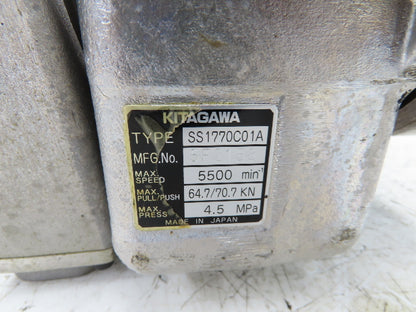 KITAGAWA
TYPE SS1770C01A
MFG.No.
MAX. SPEED 5500 min⁻¹
MAX. PULL/PUSH 64.7/70.7 KN
MAX. PRESS. 4.5 MPa
MADE IN JAPAN